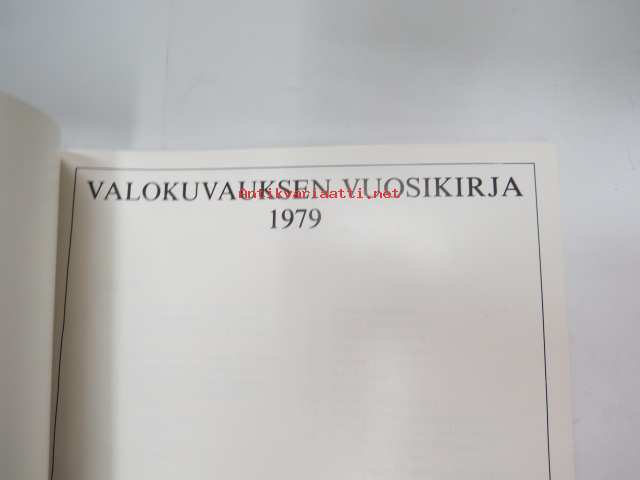 VALOKUVAUKSEN VUOSIKIRJA
Antikvariaatti.net
1979